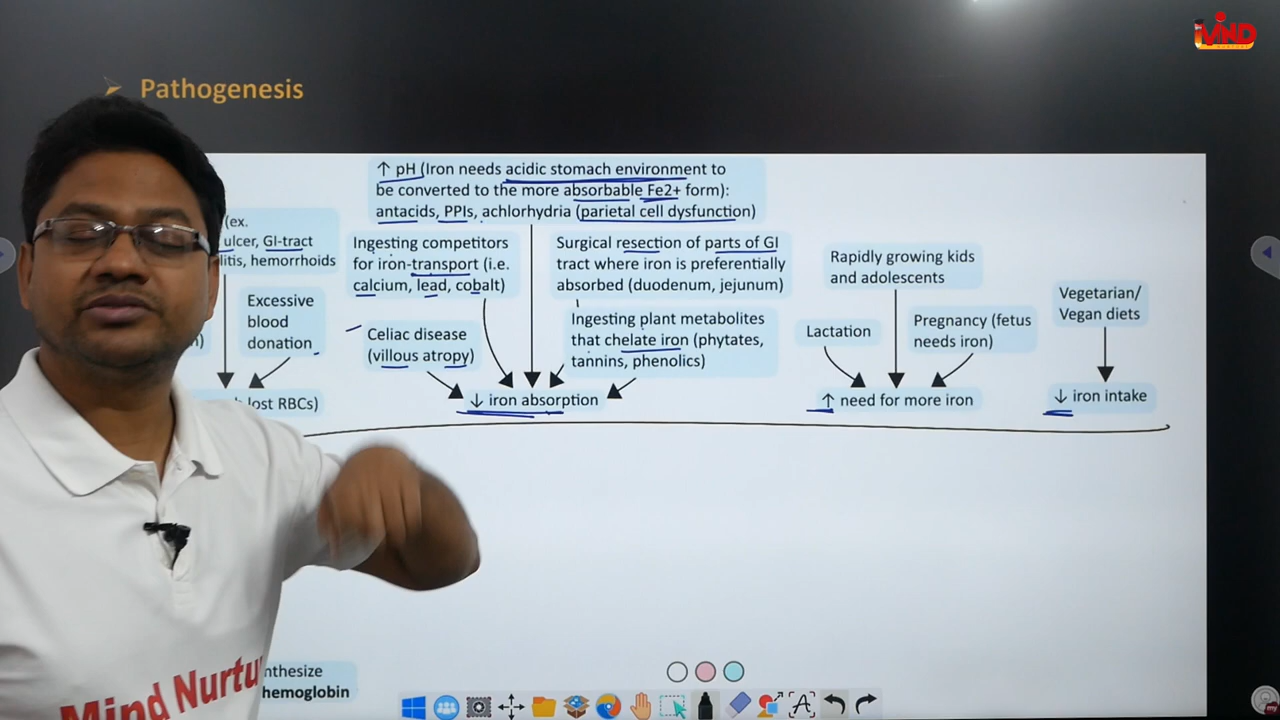 MIND
Pathogenesis
↑ pH (Iron needs acidic stomach environment to
be converted to the more absorbable Fe2+ form):
antacids, PPIs, achlorhydria (parietal cell dysfunction)
(ex.
ulcer, GI-tract
litis, hemorrhoids
Excessive
blood
donation
lost RBCs)
Ingesting competitors
for iron-transport (i.e.
calcium, lead, cobalt)
Surgical resection of parts of GI
tract where iron is preferentially
absorbed (duodenum, jejunum)
Celiac disease
(villous atropy)
Ingesting plant metabolites
that chelate iron (phytates,
tannins, phenolics)
↓ iron absorption
Rapidly growing kids
and adolescents
Lactation
Pregnancy (fetus
needs iron)
↑ need for more iron
Vegetarian/
Vegan diets
↓ iron intake
nthesize
hemoglobin
Mind Nurtu